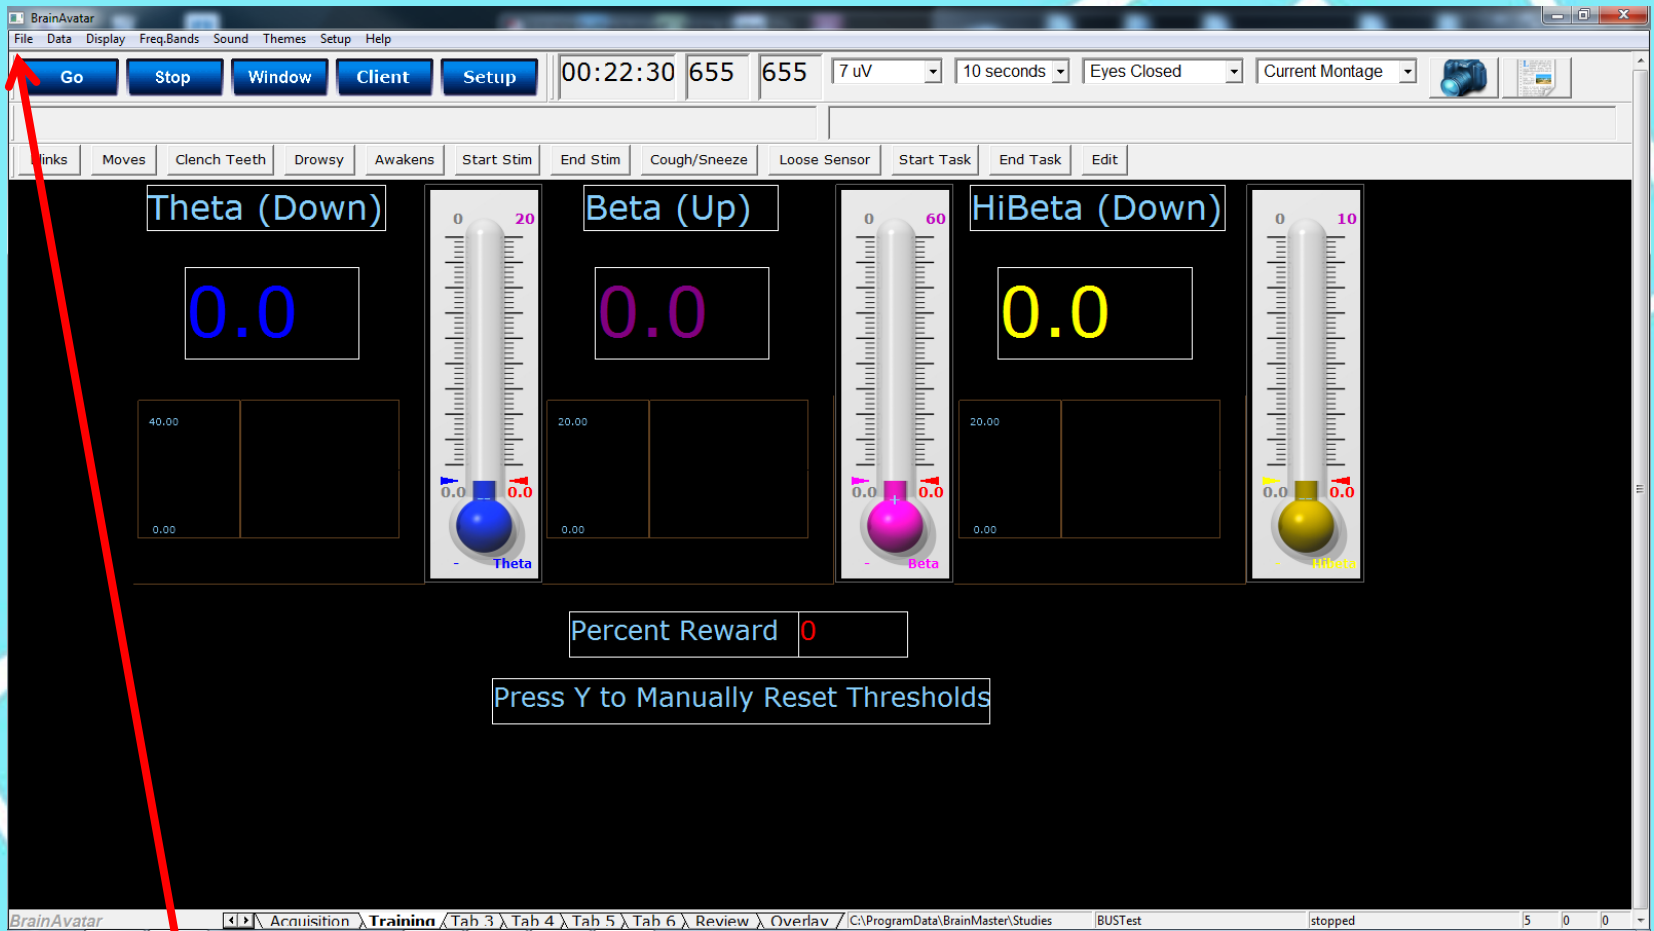 BrainAvatar
File Data Display Freq.Bands Sound Themes Setup Help
Go Stop Window Client Setup 00:22:30 655 655 7 uV 10 seconds Eyes Closed Current Montage
Moves Clench Teeth Drowsy Awakens Start Stim End Stim Cough/Sneeze Loose Sensor Start Task End Task Edit
Theta (Down) 0 20 Beta (Up) 0 60 HiBeta (Down) 0 10
0.0 0.0 0.0
40.00 20.00 20.00
0.0 0.0 0.0 0.0 0.0 0.0
0.00 0.00 0.00
- Theta - Beta Hibeta
Percent Reward 0
Press Y to Manually Reset Thresholds
BrainAvatar Acquisition Training Tab 3 Tab 4 Tab 5 Tab 6 Review Overlay C:\ProgramData\BrainMaster\Studies BUSTest stopped 5 0 0